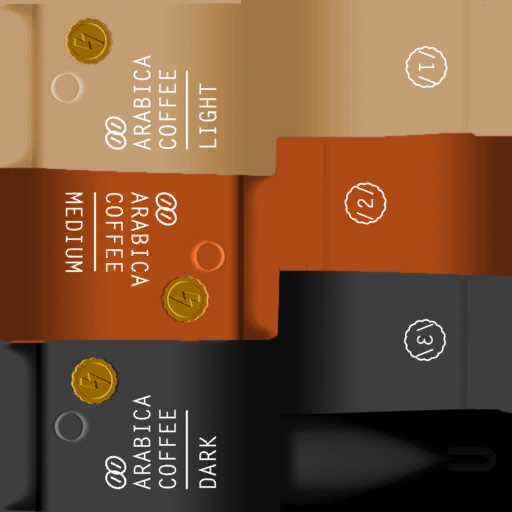 ARABICA
COFFEE
LIGHT
/1/
ARABICA
COFFEE
MEDIUM
/2/
ARABICA
COFFEE
DARK
/3/